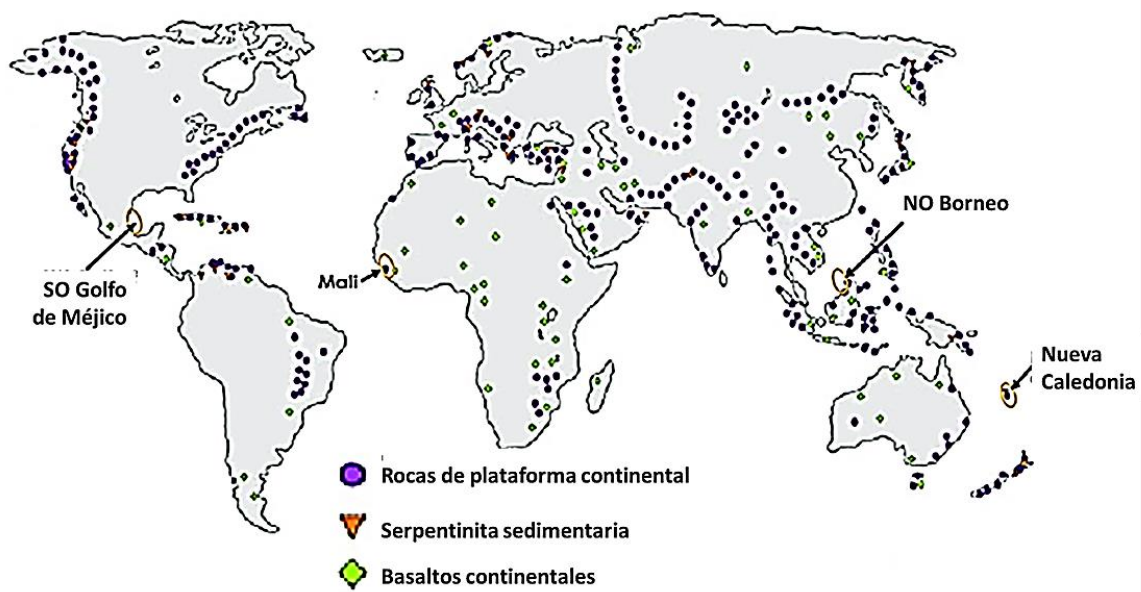 NO Borneo
Mali
SO Golfo
de Méjico
Nueva
Caledonia
Rocas de plataforma continental
Serpentinita sedimentaria
Basaltos continentales